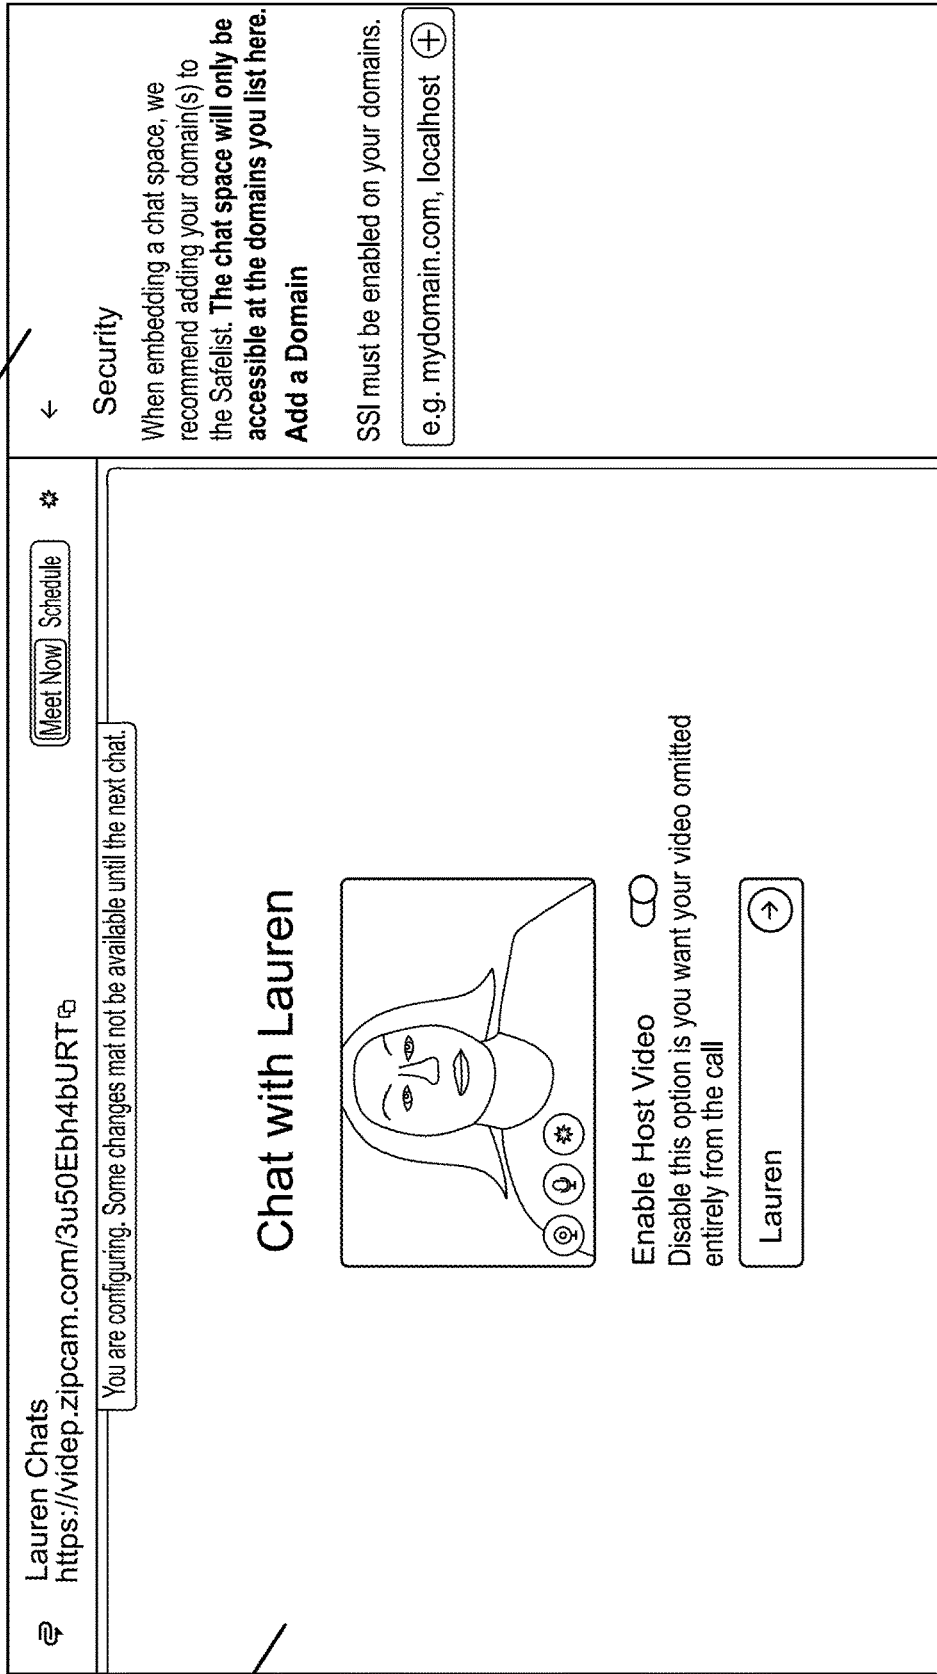 Lauren Chats
https://videp.zipcam.com/3u50Ebh4bURT
Meet Now Schedule
You are configuring. Some changes mat not be available until the next chat.
Chat with Lauren
Enable Host Video
Disable this option is you want your video omitted
entirely from the call
Lauren
Security
When embedding a chat space, we
recommend adding your domain(s) to
the Safelist. The chat space will only be
accessible at the domains you list here.
Add a Domain
SSI must be enabled on your domains.
e.g. mydomain.com, localhost